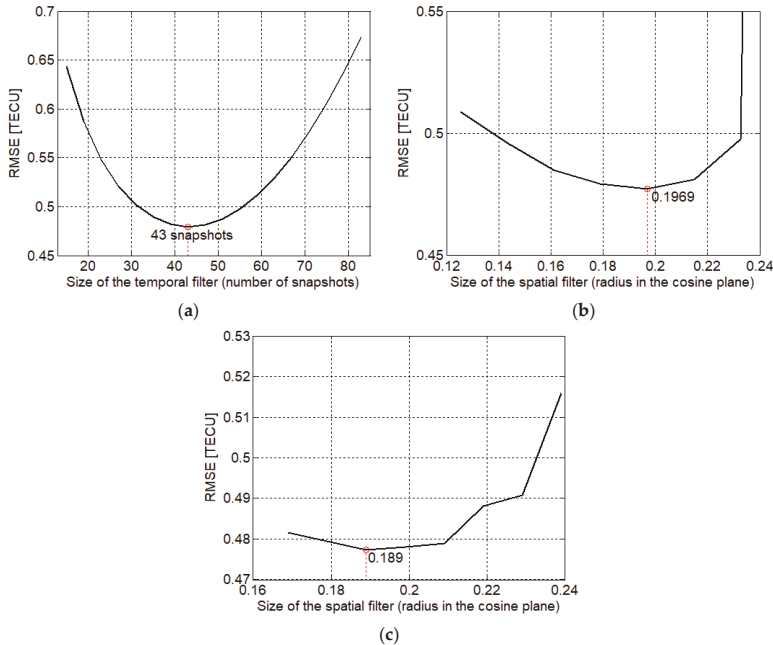 0.7
0.65
0.6
0.55
0.5
0.45
RMSE [TECU]
43 snapshots
20 30 40 50 60 70 80
Size of the temporal filter (number of snapshots)
(a)
0.55
0.5
0.45
RMSE [TECU]
0.1969
0.12 0.14 0.16 0.18 0.2 0.22 0.24
Size of the spatial filter (radius in the cosine plane)
(b)
0.53
0.52
0.51
0.5
0.49
0.48
0.47
RMSE [TECU]
0.189
0.16 0.18 0.2 0.22 0.24
Size of the spatial filter (radius in the cosine plane)
(c)